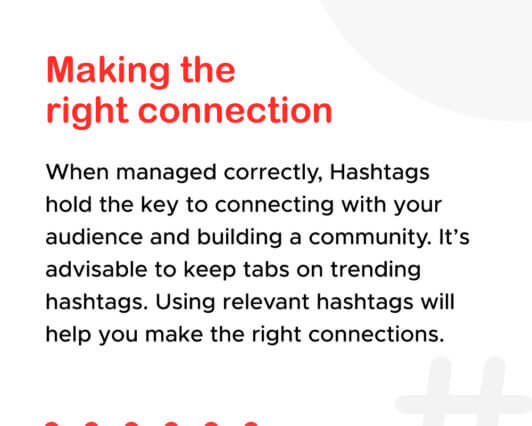 Making the
right connection
When managed correctly, Hashtags
hold the key to connecting with your
audience and building a community. It's
advisable to keep tabs on trending
hashtags. Using relevant hashtags will
help you make the right connections.
#